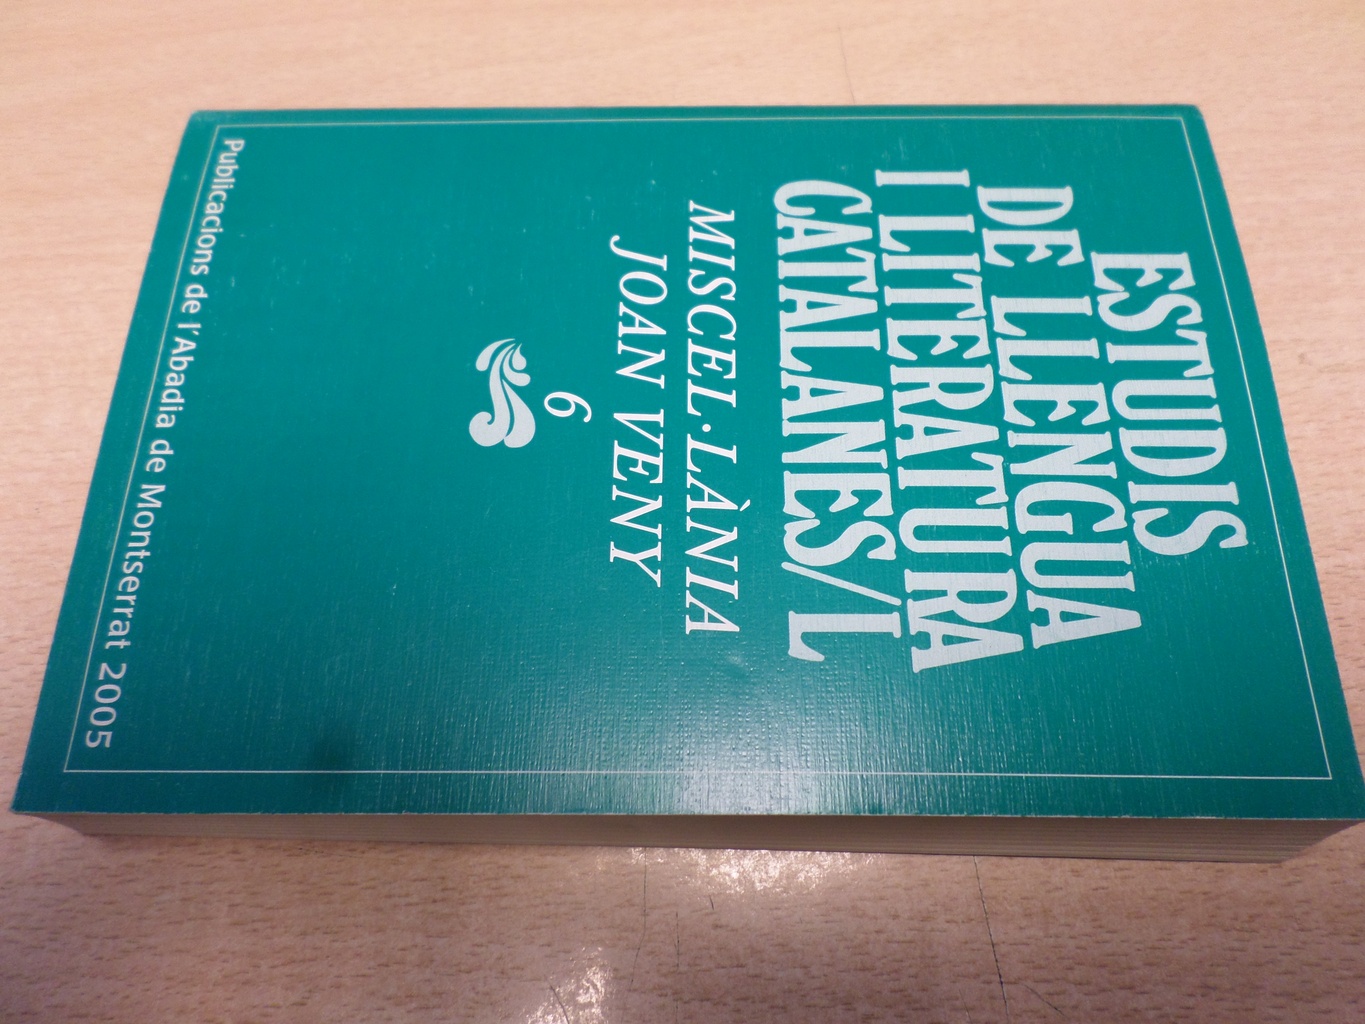 ESTUDIS
DE LLENGUA
I LITERATURA
CATALANES/L
MISCEL·LÀNIA
JOAN VENY
6
Publicacions de l'Abadia de Montserrat 2005